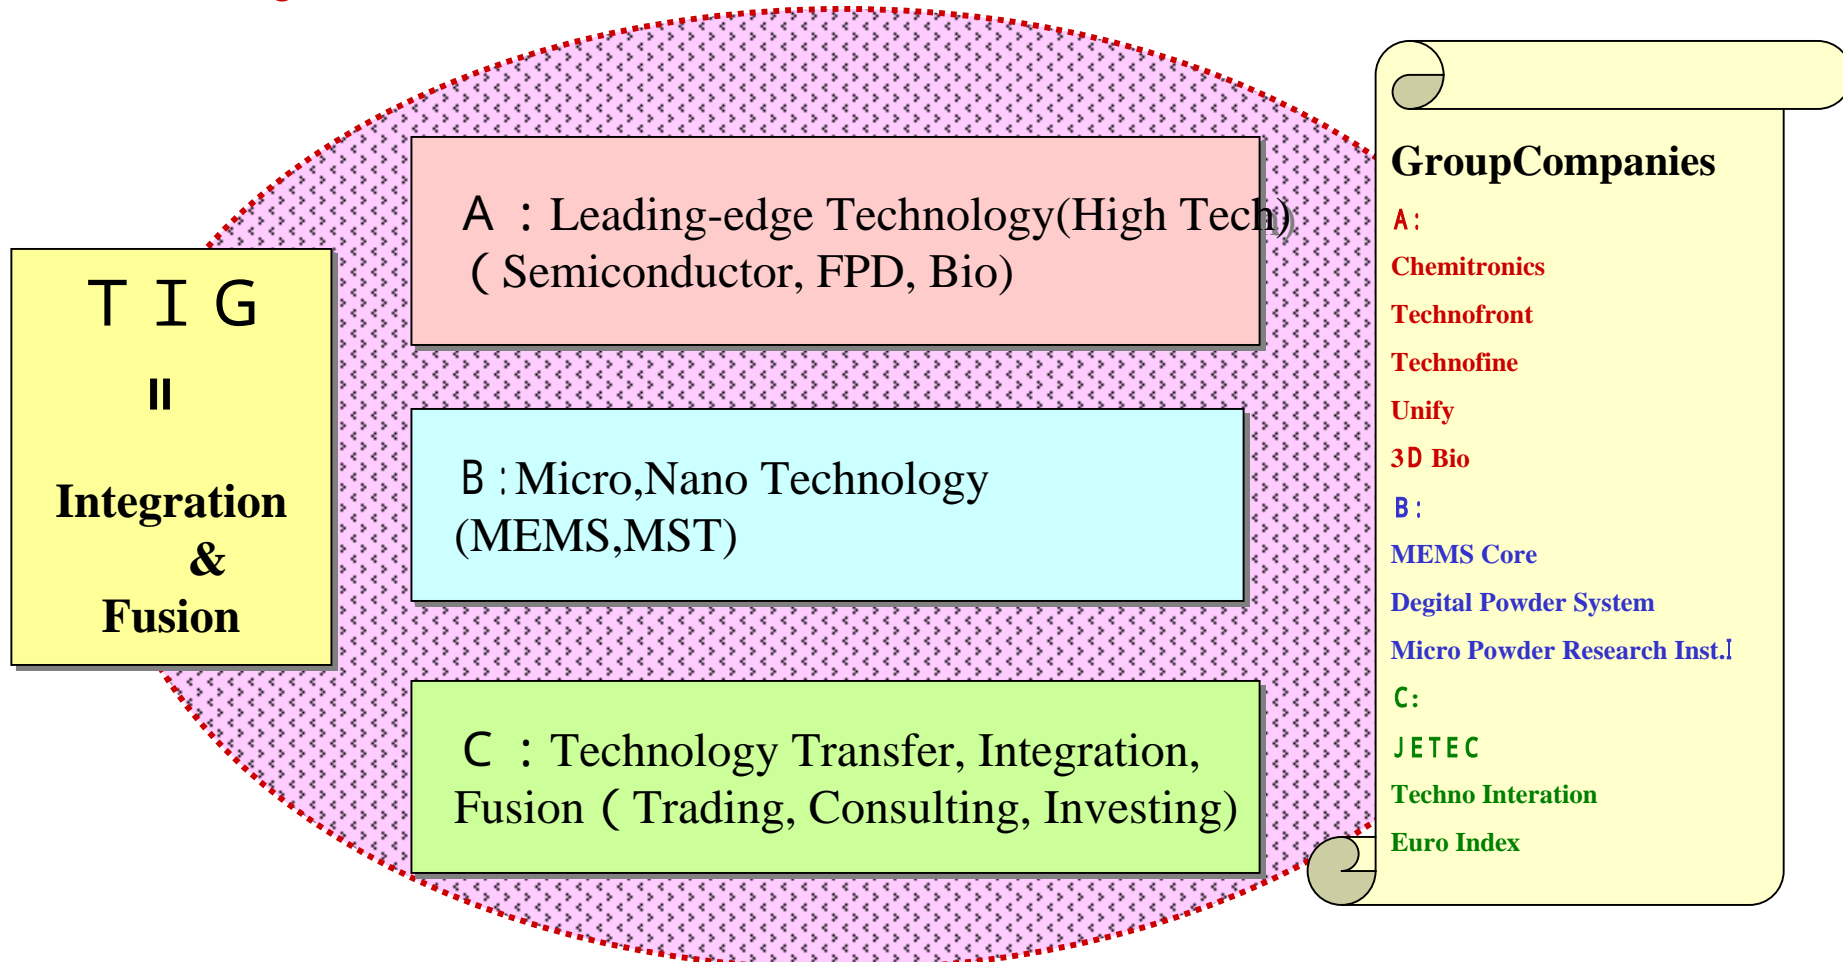 T I G
=
Integration
&
Fusion
A : Leading-edge Technology(High Tech)
( Semiconductor, FPD, Bio)
B : Micro,Nano Technology
(MEMS,MST)
C : Technology Transfer, Integration,
Fusion ( Trading, Consulting, Investing)
GroupCompanies
A :
Chemitronics
Technofront
Technofine
Unify
3D Bio
B :
MEMS Core
Degital Powder System
Micro Powder Research Inst.I
C:
JETEC
Techno Interation
Euro Index